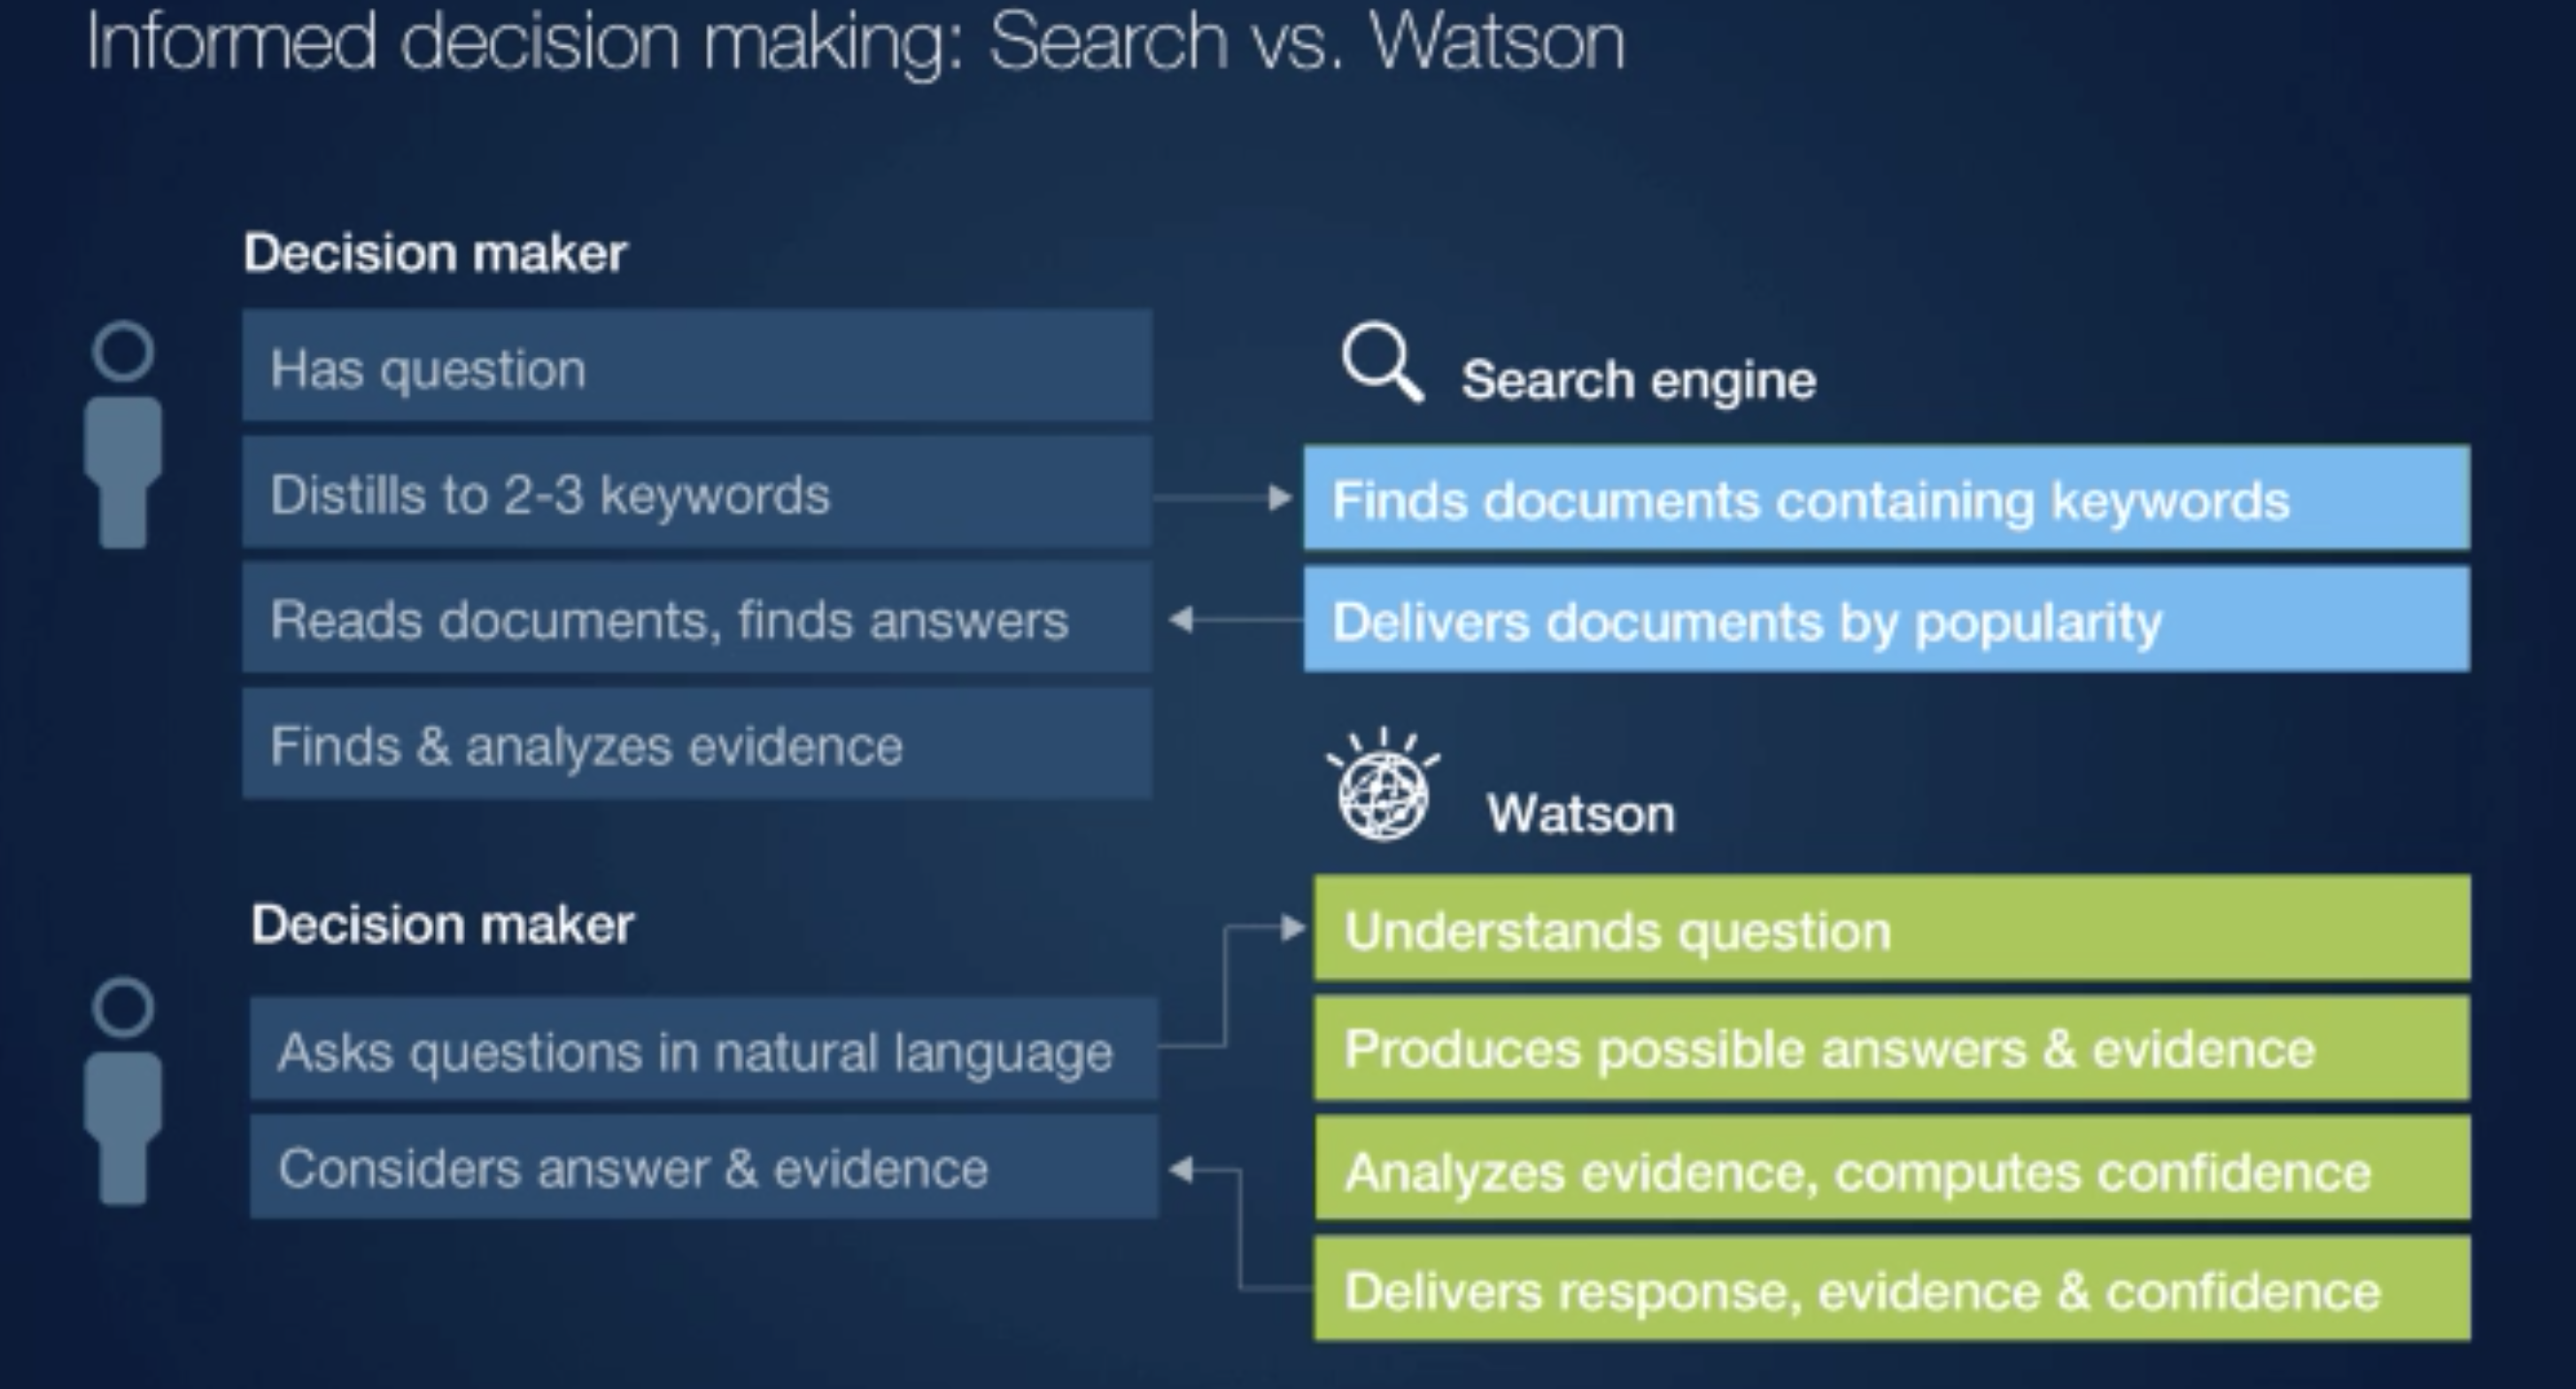 Informed decision making: Search vs. Watson
Decision maker
Has question
Distills to 2-3 keywords
Reads documents, finds answers
Finds & analyzes evidence
Search engine
Finds documents containing keywords
Delivers documents by popularity
Decision maker
Asks questions in natural language
Considers answer & evidence
Watson
Understands question
Produces possible answers & evidence
Analyzes evidence, computes confidence
Delivers response, evidence & confidence